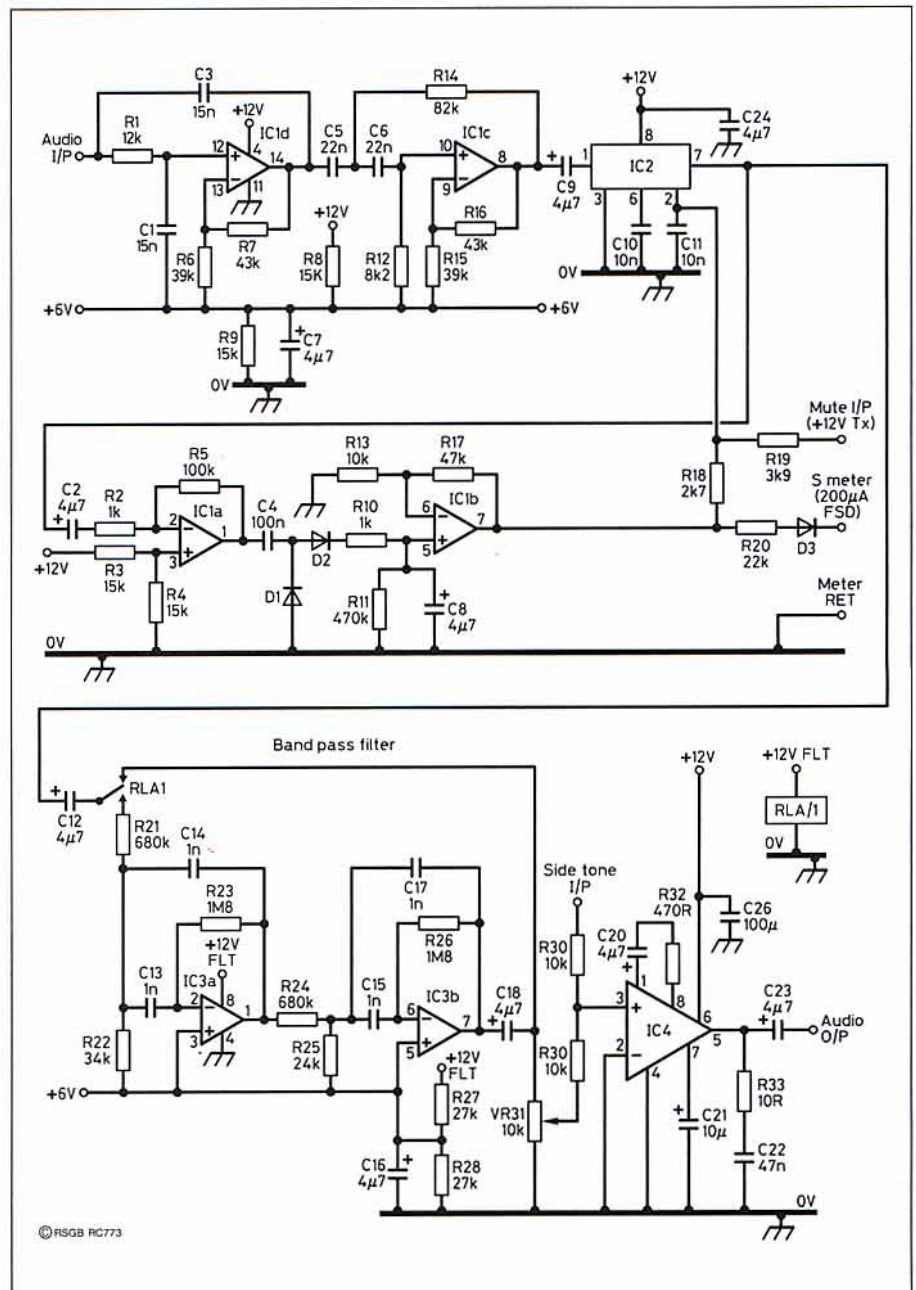 C3
15n
+12V
R14
82k
+12V
Audio
I/P
R1
12k
IC1d
C5
22n
C6
22n
IC1c
C24
4µ7
12
+
4
14
13
−
11
10
+
8
9
−
+
C9
4µ7
1
8
7
IC2
3
6
2
C1
15n
R7
43k
R6
39k
+12V
R8
15K
R12
8k2
R16
43k
R15
39k
C10
10n
C11
10n
0V
+6V
+6V
R9
15k
+
C7
4µ7
0V
Mute I/P
(+12V Tx)
R5
100k
R13
10k
R17
47k
R18
2k7
R19
3k9
C2
4µ7
+
R2
1k
IC1a
C4
100n
R10
1k
IC1b
S meter
(200µA
FSD)
2
−
1
3
+
6
−
7
5
+
D2
+12V
R3
15k
R20
22k
D3
R4
15k
D1
R11
470k
+
C8
4µ7
Meter
RET
0V
Band pass filter
+12V
+12V FLT
+
C12
4µ7
RLA1
RLA/1
0V
R21
680k
C14
1n
C17
1n
Side tone
I/P
R32
470R
R23
1M8
R26
1M8
R30
10k
C20
4µ7
+
C26
100µ
+12V
FLT
C13
1n
IC3a
R24
680k
C15
1n
IC3b
C18
4µ7
+
2
−
8
1
3
+
4
6
−
7
5
+
1
8
3
+
6
5
2
−
7
4
IC4
C23
4µ7
+
Audio
O/P
R22
34k
R25
24k
+12V
FLT
R27
27k
R30
10k
R33
10R
+6V
VR31
10k
+
C21
10µ
C16
4µ7
+
R28
27k
C22
47n
0V
©RSGB RC773